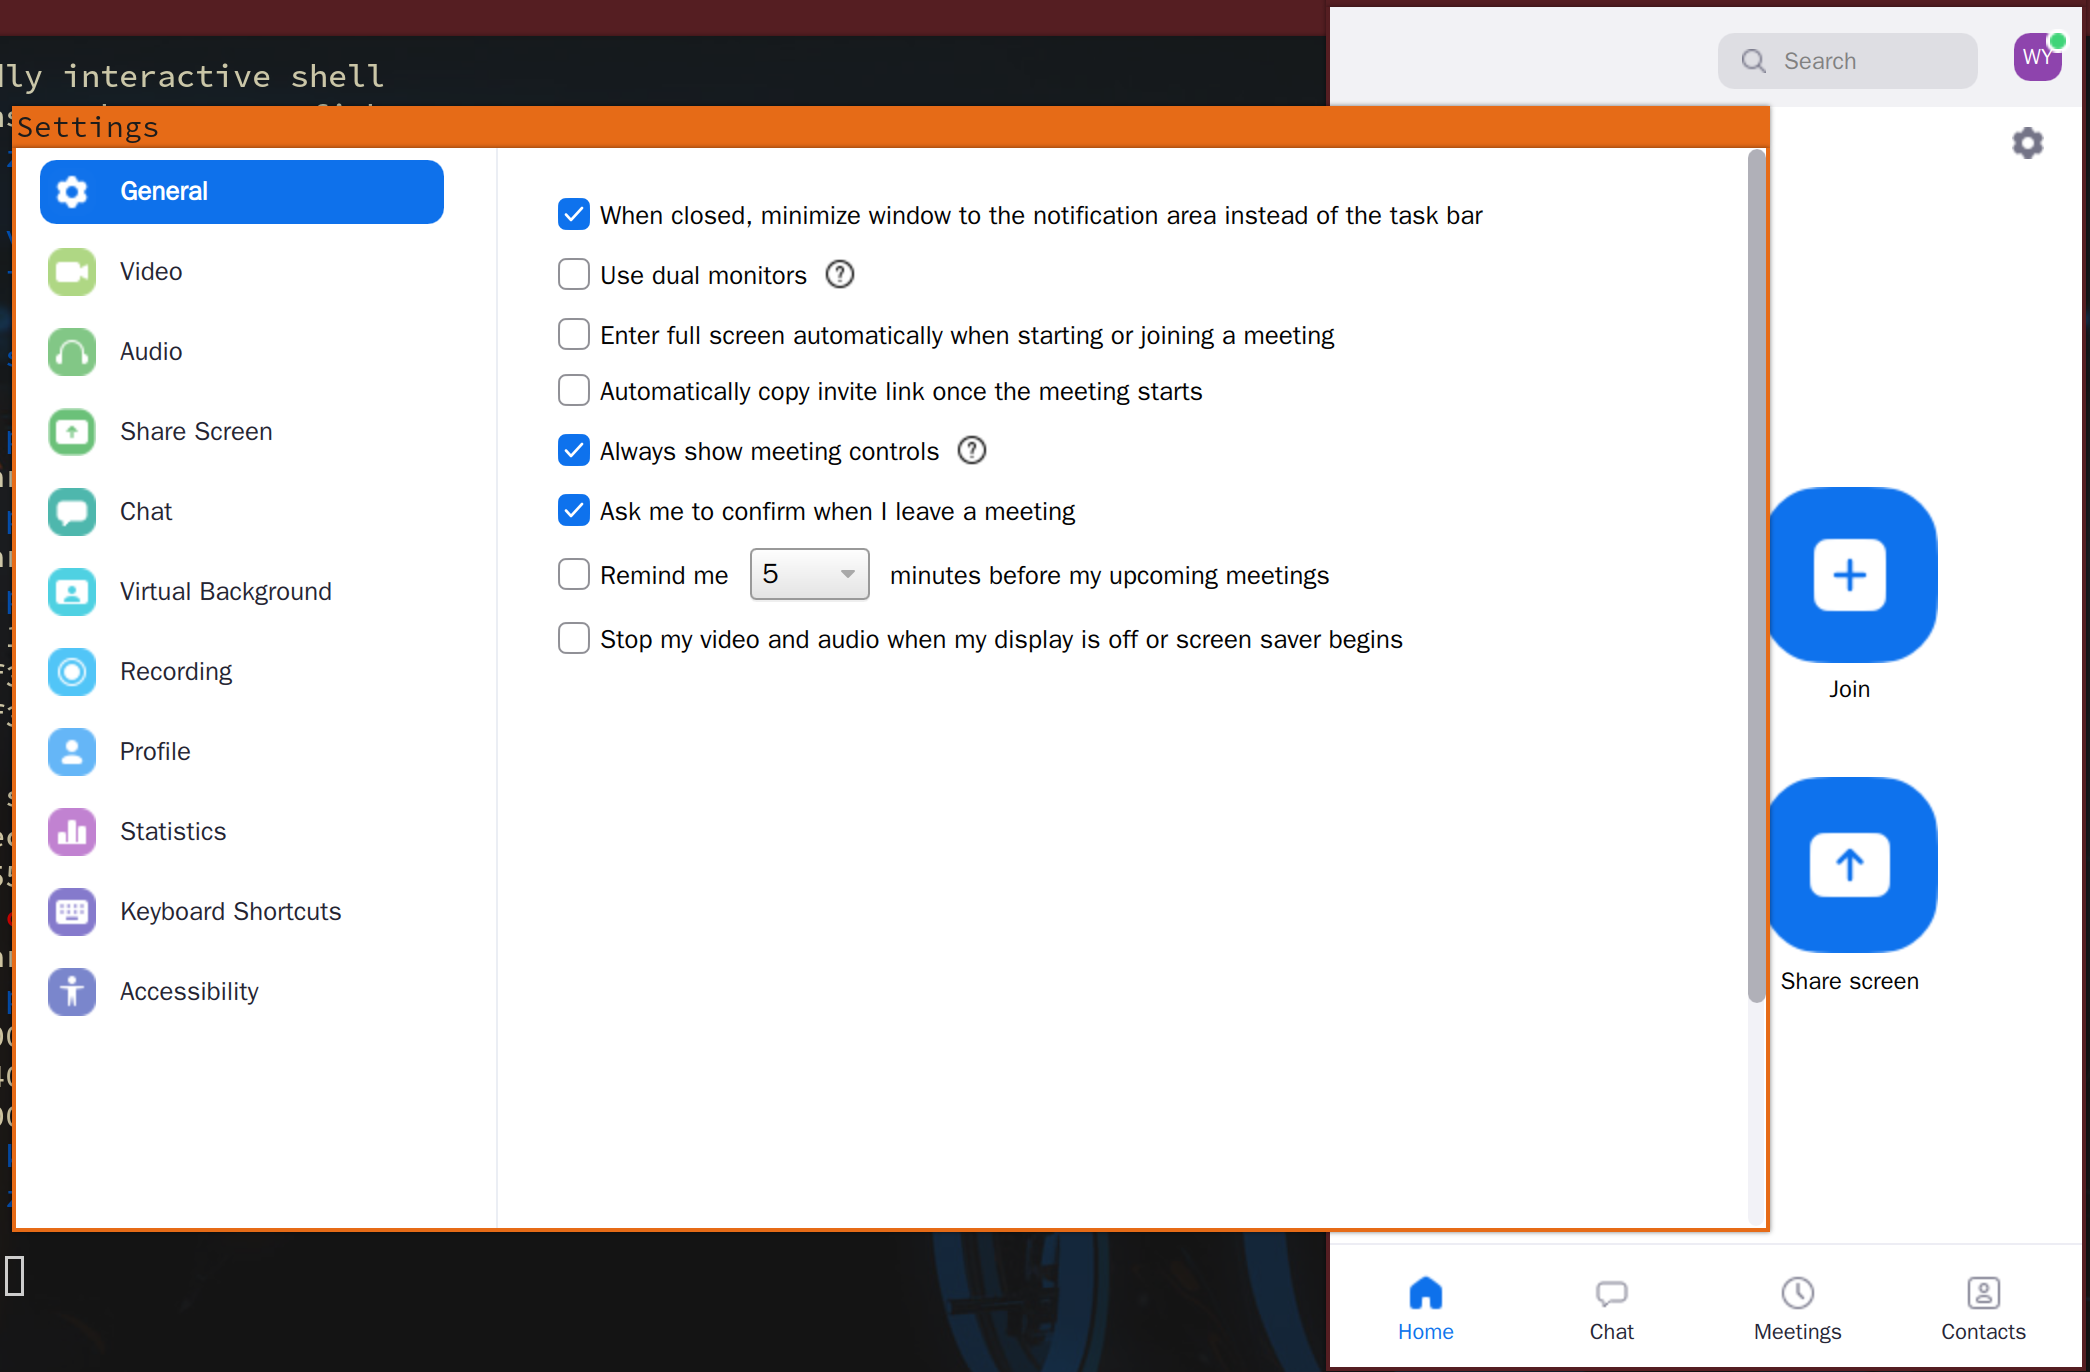 lly interactive shell
Search
WY
Settings
General
Video
Audio
Share Screen
Chat
Virtual Background
Recording
Profile
Statistics
Keyboard Shortcuts
Accessibility
When closed, minimize window to the notification area instead of the task bar
Use dual monitors ?
Enter full screen automatically when starting or joining a meeting
Automatically copy invite link once the meeting starts
Always show meeting controls ?
Ask me to confirm when I leave a meeting
Remind me 5 minutes before my upcoming meetings
Stop my video and audio when my display is off or screen saver begins
Join
Share screen
Home
Chat
Meetings
Contacts